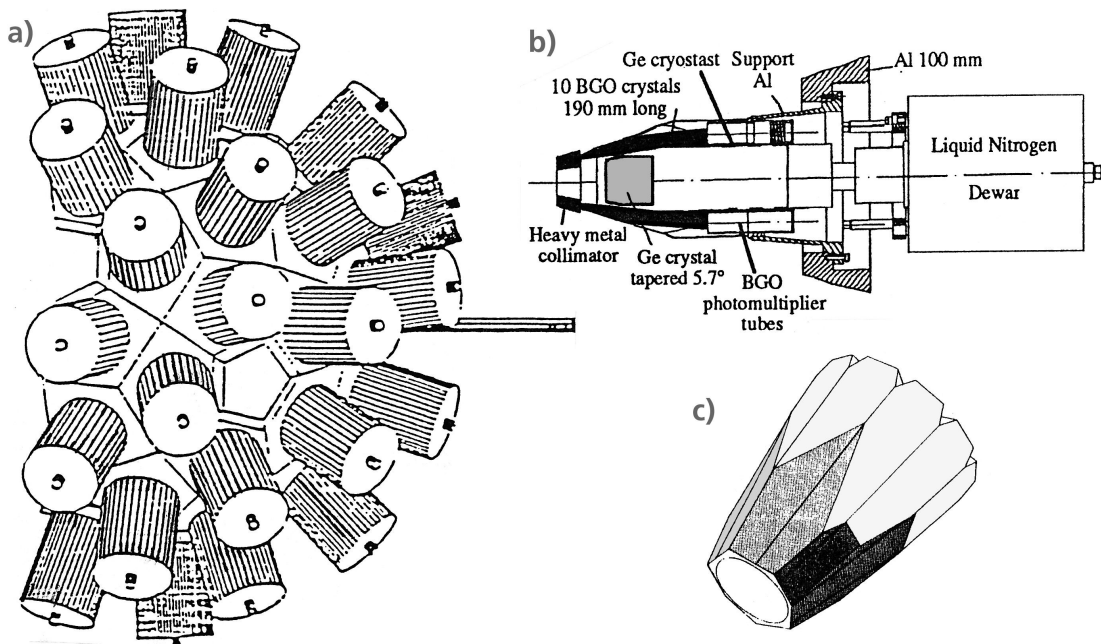 a)
b)
Ge cryostast
Support
Al
Al 100 mm
10 BGO crystals
190 mm long
Liquid Nitrogen
Dewar
Heavy metal
collimator
Ge crystal
tapered 5.7°
BGO
photomultiplier
tubes
c)